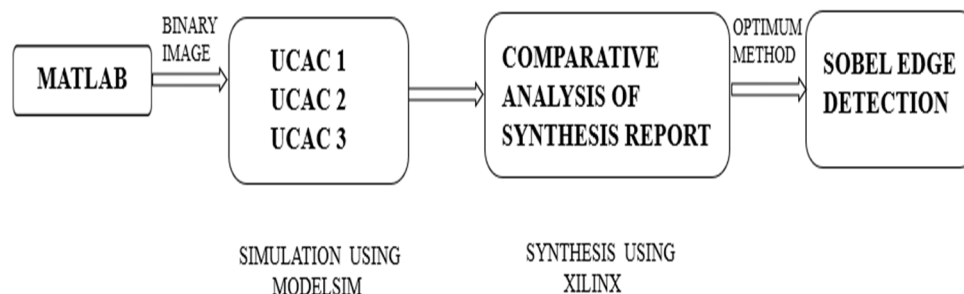 MATLAB
BINARY
IMAGE
UCAC 1
UCAC 2
UCAC 3
COMPARATIVE
ANALYSIS OF
SYNTHESIS REPORT
OPTIMUM
METHOD
SOBEL EDGE
DETECTION
SIMULATION USING
MODELSIM
SYNTHESIS USING
XILINX